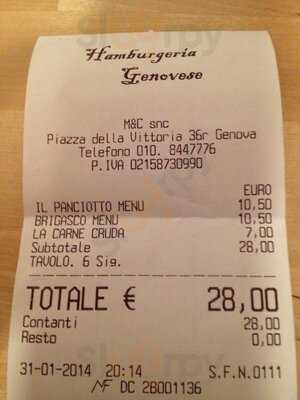 Hamburgeria
Genovese
M&C snc
Piazza della Vittoria 36r Genova
Telefono 010. 8447776
P.IVA 02158730990
EURO
IL PANCIOTTO MENU 10,50
BRIGASCO MENU 10,50
LA CARNE CRUDA 7,00
Subtotale 28,00
TAVOLO. 6 Sig.
TOTALE € 28,00
Contanti 28,00
Resto 0,00
31-01-2014 20:14 S.F.N.0111
MF DC 28001136